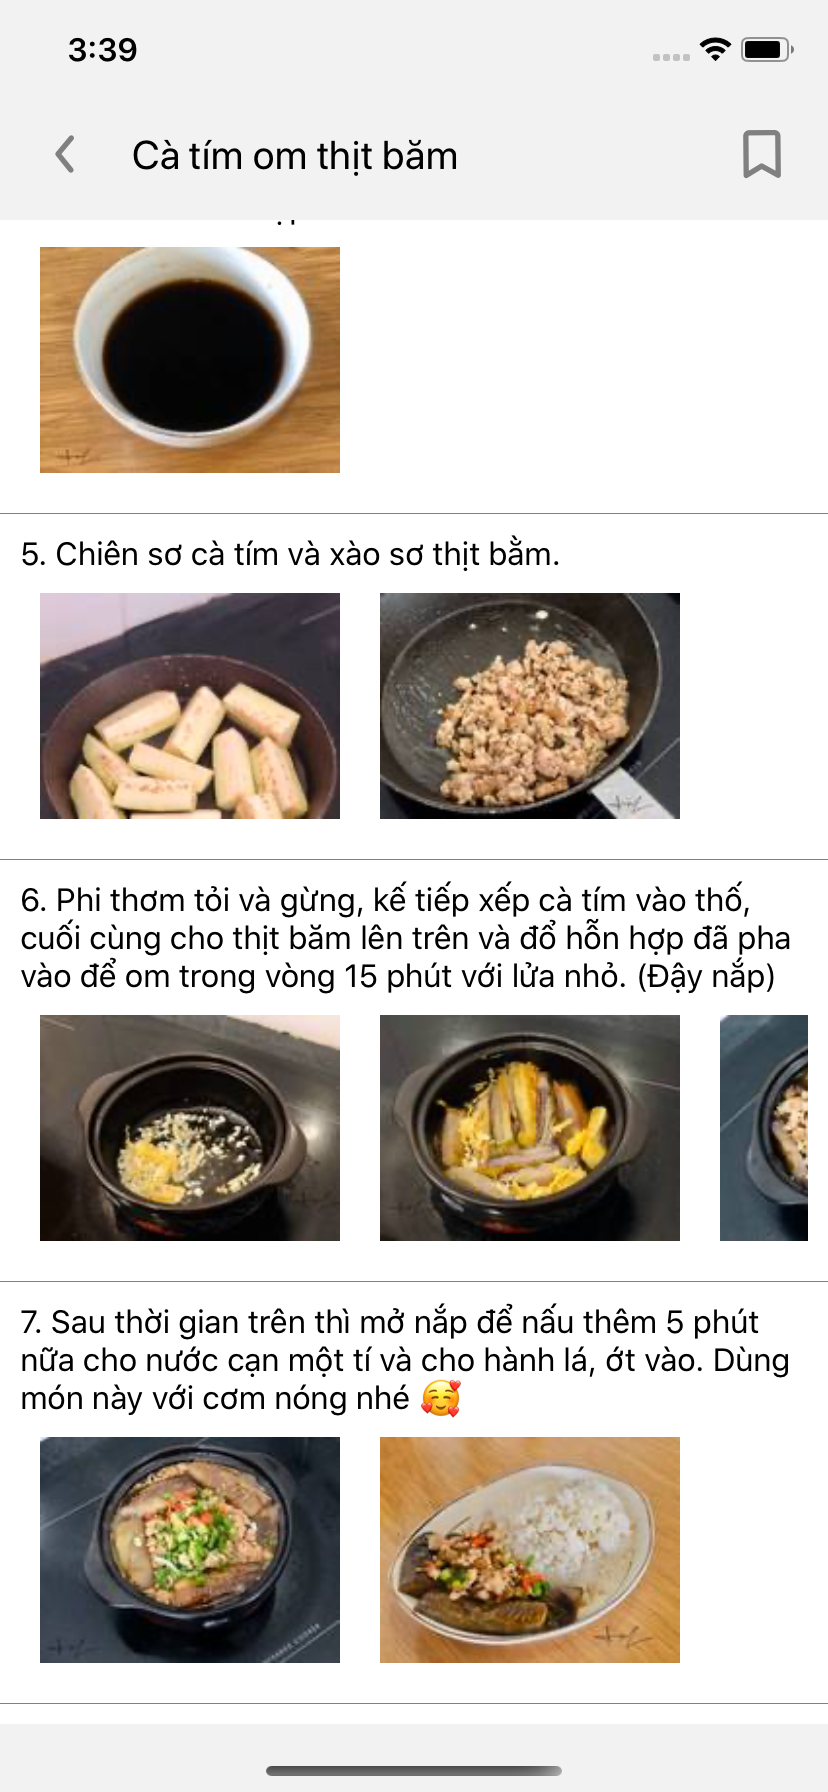 3:39
Cà tím om thịt băm
5. Chiên sơ cà tím và xào sơ thịt bằm.
6. Phi thơm tỏi và gừng, kế tiếp xếp cà tím vào thố,
cuối cùng cho thịt băm lên trên và đổ hỗn hợp đã pha
vào để om trong vòng 15 phút với lửa nhỏ. (Đậy nắp)
7. Sau thời gian trên thì mở nắp để nấu thêm 5 phút
nữa cho nước cạn một tí và cho hành lá, ớt vào. Dùng
món này với cơm nóng nhé 🥰